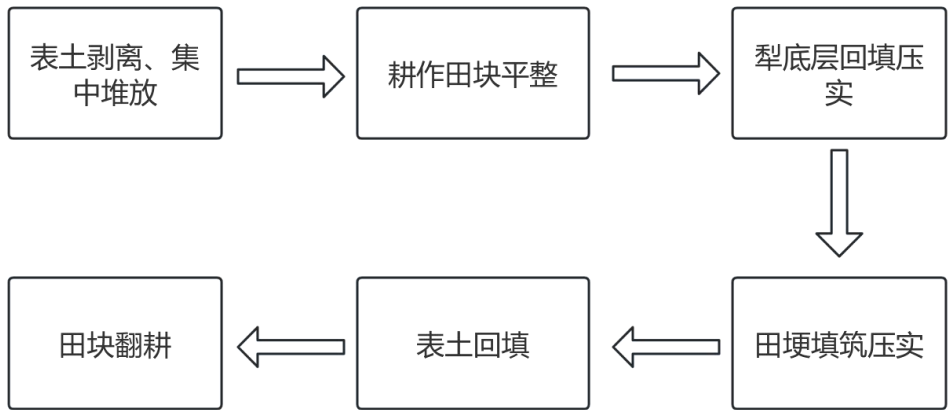 表土剥离、集
中堆放
耕作田块平整
犁底层回填压
实
田埂填筑压实
表土回填
田块翻耕